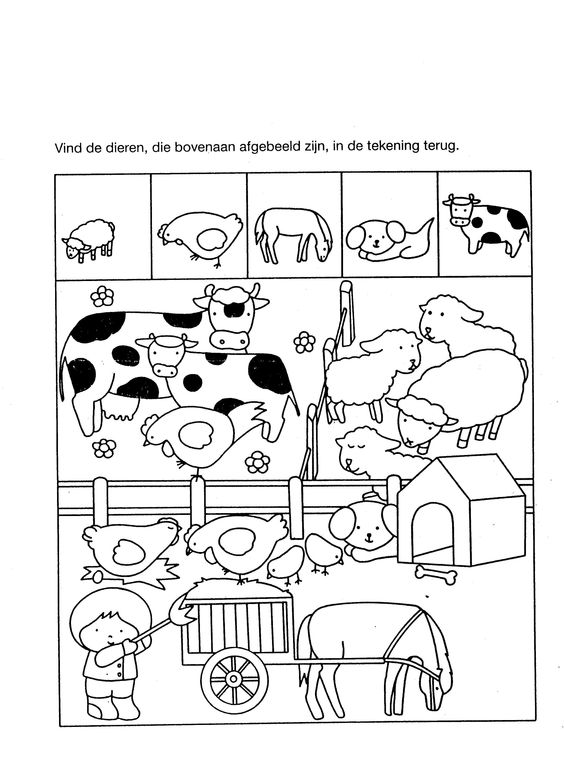 Vind de dieren, die bovenaan afgebeeld zijn, in de tekening terug.